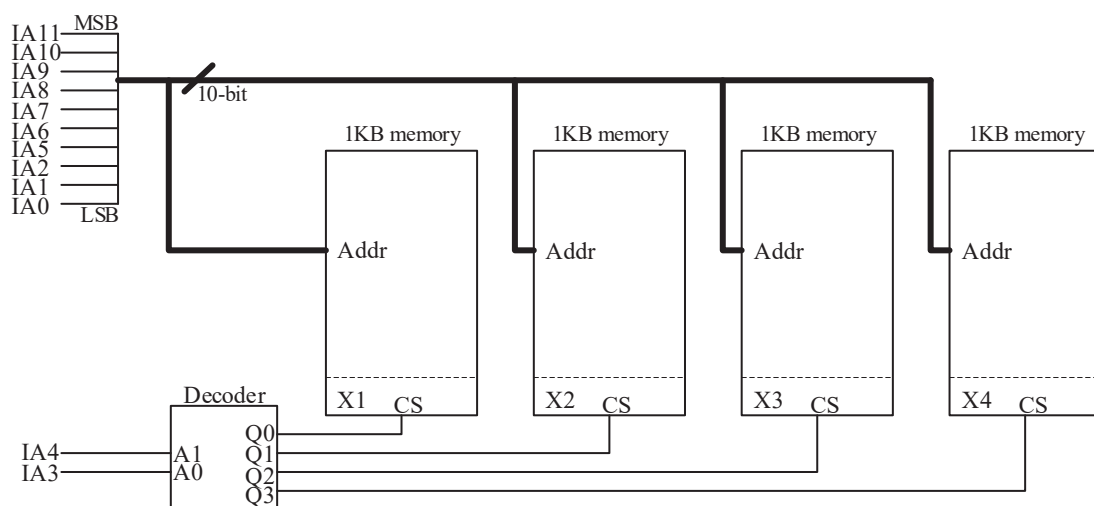 MSB
IA11
IA10
IA9
IA8
IA7
IA6
IA5
IA2
IA1
IA0
LSB
10-bit
1KB memory
1KB memory
1KB memory
1KB memory
Addr
Addr
Addr
Addr
X1 CS
X2 CS
X3 CS
X4 CS
Decoder
IA4
IA3
A1
A0
Q0
Q1
Q2
Q3